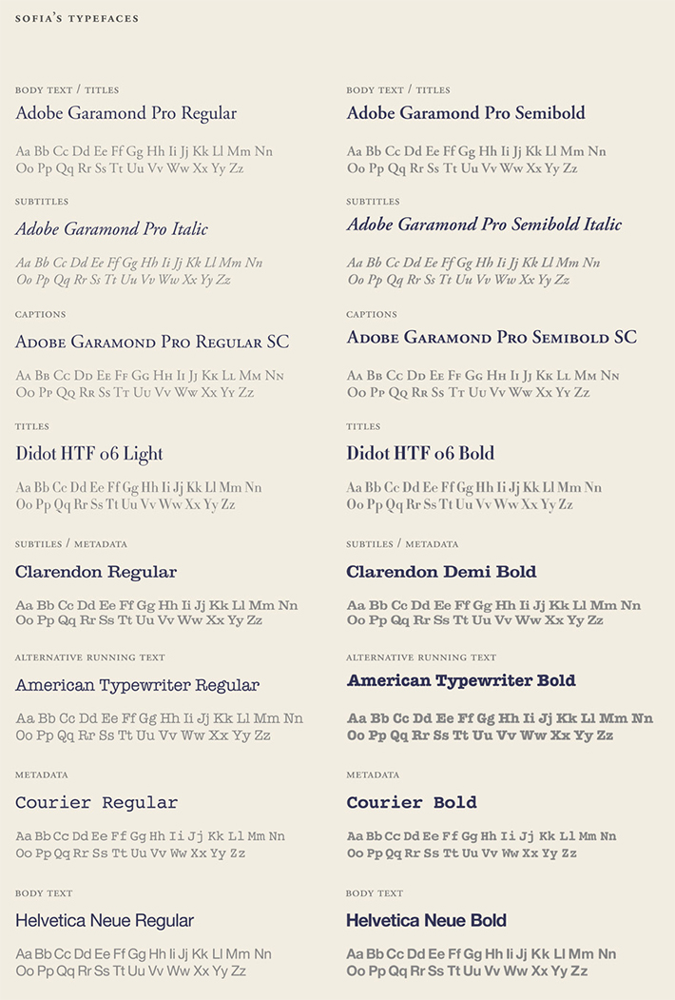 SOFIA'S TYPEFACES
BODY TEXT / TITLES
Adobe Garamond Pro Regular
Aa Bb Cc Dd Ee Ff Gg Hh Ii Jj Kk Ll Mm Nn
Oo Pp Qq Rr Ss Tt Uu Vv Ww Xx Yy Zz
BODY TEXT / TITLES
Adobe Garamond Pro Semibold
Aa Bb Cc Dd Ee Ff Gg Hh Ii Jj Kk Ll Mm Nn
Oo Pp Qq Rr Ss Tt Uu Vv Ww Xx Yy Zz
SUBTITLES
Adobe Garamond Pro Italic
Aa Bb Cc Dd Ee Ff Gg Hh Ii Jj Kk Ll Mm Nn
Oo Pp Qq Rr Ss Tt Uu Vv Ww Xx Yy Zz
SUBTITLES
Adobe Garamond Pro Semibold Italic
Aa Bb Cc Dd Ee Ff Gg Hh Ii Jj Kk Ll Mm Nn
Oo Pp Qq Rr Ss Tt Uu Vv Ww Xx Yy Zz
CAPTIONS
Adobe Garamond Pro Regular SC
Aa Bb Cc Dd Ee Ff Gg Hh Ii Jj Kk Ll Mm Nn
Oo Pp Qq Rr Ss Tt Uu Vv Ww Xx Yy Zz
CAPTIONS
Adobe Garamond Pro Semibold SC
Aa Bb Cc Dd Ee Ff Gg Hh Ii Jj Kk Ll Mm Nn
Oo Pp Qq Rr Ss Tt Uu Vv Ww Xx Yy Zz
TITLES
Didot HTF 06 Light
Aa Bb Cc Dd Ee Ff Gg Hh Ii Jj Kk Ll Mm Nn
Oo Pp Qq Rr Ss Tt Uu Vv Ww Xx Yy Zz
TITLES
Didot HTF 06 Bold
Aa Bb Cc Dd Ee Ff Gg Hh Ii Jj Kk Ll Mm Nn
Oo Pp Qq Rr Ss Tt Uu Vv Ww Xx Yy Zz
SUBTILES / METADATA
Clarendon Regular
Aa Bb Cc Dd Ee Ff Gg Hh Ii Jj Kk Ll Mm Nn
Oo Pp Qq Rr Ss Tt Uu Vv Ww Xx Yy Zz
SUBTILES / METADATA
Clarendon Demi Bold
Aa Bb Cc Dd Ee Ff Gg Hh Ii Jj Kk Ll Mm Nn
Oo Pp Qq Rr Ss Tt Uu Vv Ww Xx Yy Zz
ALTERNATIVE RUNNING TEXT
American Typewriter Regular
Aa Bb Cc Dd Ee Ff Gg Hh Ii Jj Kk Ll Mm Nn
Oo Pp Qq Rr Ss Tt Uu Vv Ww Xx Yy Zz
ALTERNATIVE RUNNING TEXT
American Typewriter Bold
Aa Bb Cc Dd Ee Ff Gg Hh Ii Jj Kk Ll Mm Nn
Oo Pp Qq Rr Ss Tt Uu Vv Ww Xx Yy Zz
METADATA
Courier Regular
Aa Bb Cc Dd Ee Ff Gg Hh Ii Jj Kk Ll Mm Nn
Oo Pp Qq Rr Ss Tt Uu Vv Ww Xx Yy Zz
METADATA
Courier Bold
Aa Bb Cc Dd Ee Ff Gg Hh Ii Jj Kk Ll Mm Nn
Oo Pp Qq Rr Ss Tt Uu Vv Ww Xx Yy Zz
BODY TEXT
Helvetica Neue Regular
Aa Bb Cc Dd Ee Ff Gg Hh Ii Jj Kk Ll Mm Nn
Oo Pp Qq Rr Ss Tt Uu Vv Ww Xx Yy Zz
BODY TEXT
Helvetica Neue Bold
Aa Bb Cc Dd Ee Ff Gg Hh Ii Jj Kk Ll Mm Nn
Oo Pp Qq Rr Ss Tt Uu Vv Ww Xx Yy Zz